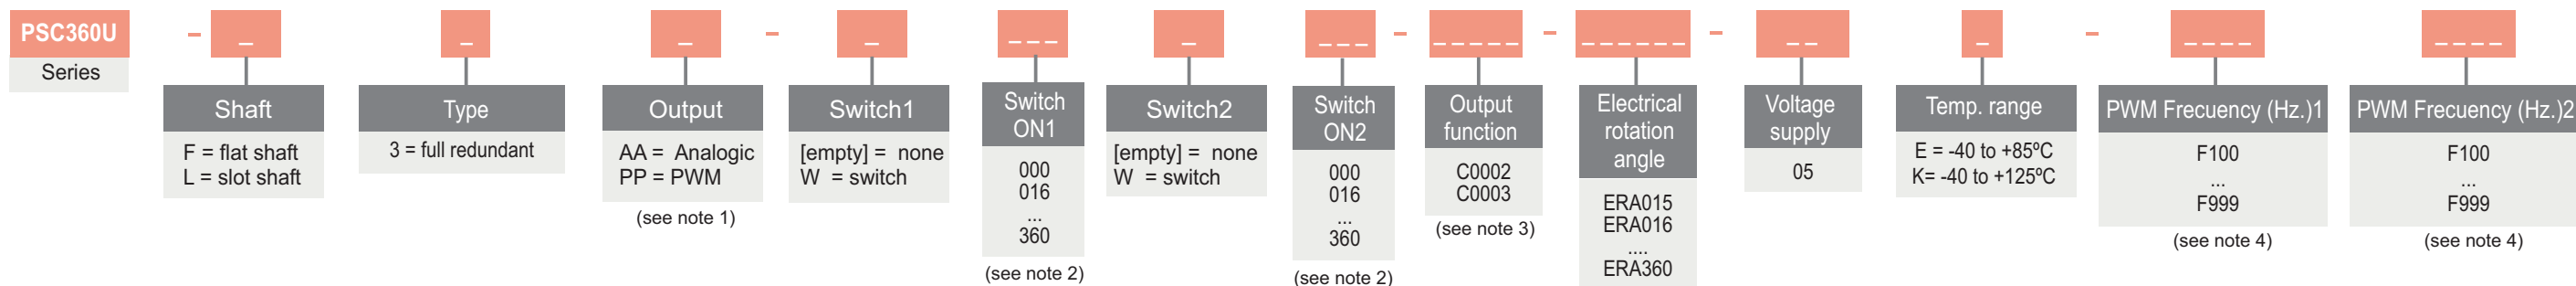 PSC360U - _ _ _ - _ _ _ _ _ _ _ _ - _ _ _ _ _ - _ _ _ _ _ _ - _ _ _ - _ _ _ _ _ _ _ _
Series
Shaft
F = flat shaft
L = slot shaft
Type
3 = full redundant
Output
AA = Analogic
PP = PWM
(see note 1)
Switch1
[empty] = none
W = switch
Switch
ON1
000
016
...
360
(see note 2)
Switch2
[empty] = none
W = switch
Switch
ON2
000
016
...
360
(see note 2)
Output
function
C0002
C0003
(see note 3)
Electrical
rotation
angle
ERA015
ERA016
....
ERA360
Voltage
supply
05
Temp. range
E = -40 to +85ºC
K= -40 to +125ºC
PWM Frecuency (Hz.)1
F100
...
F999
(see note 4)
PWM Frecuency (Hz.)2
F100
...
F999
(see note 4)